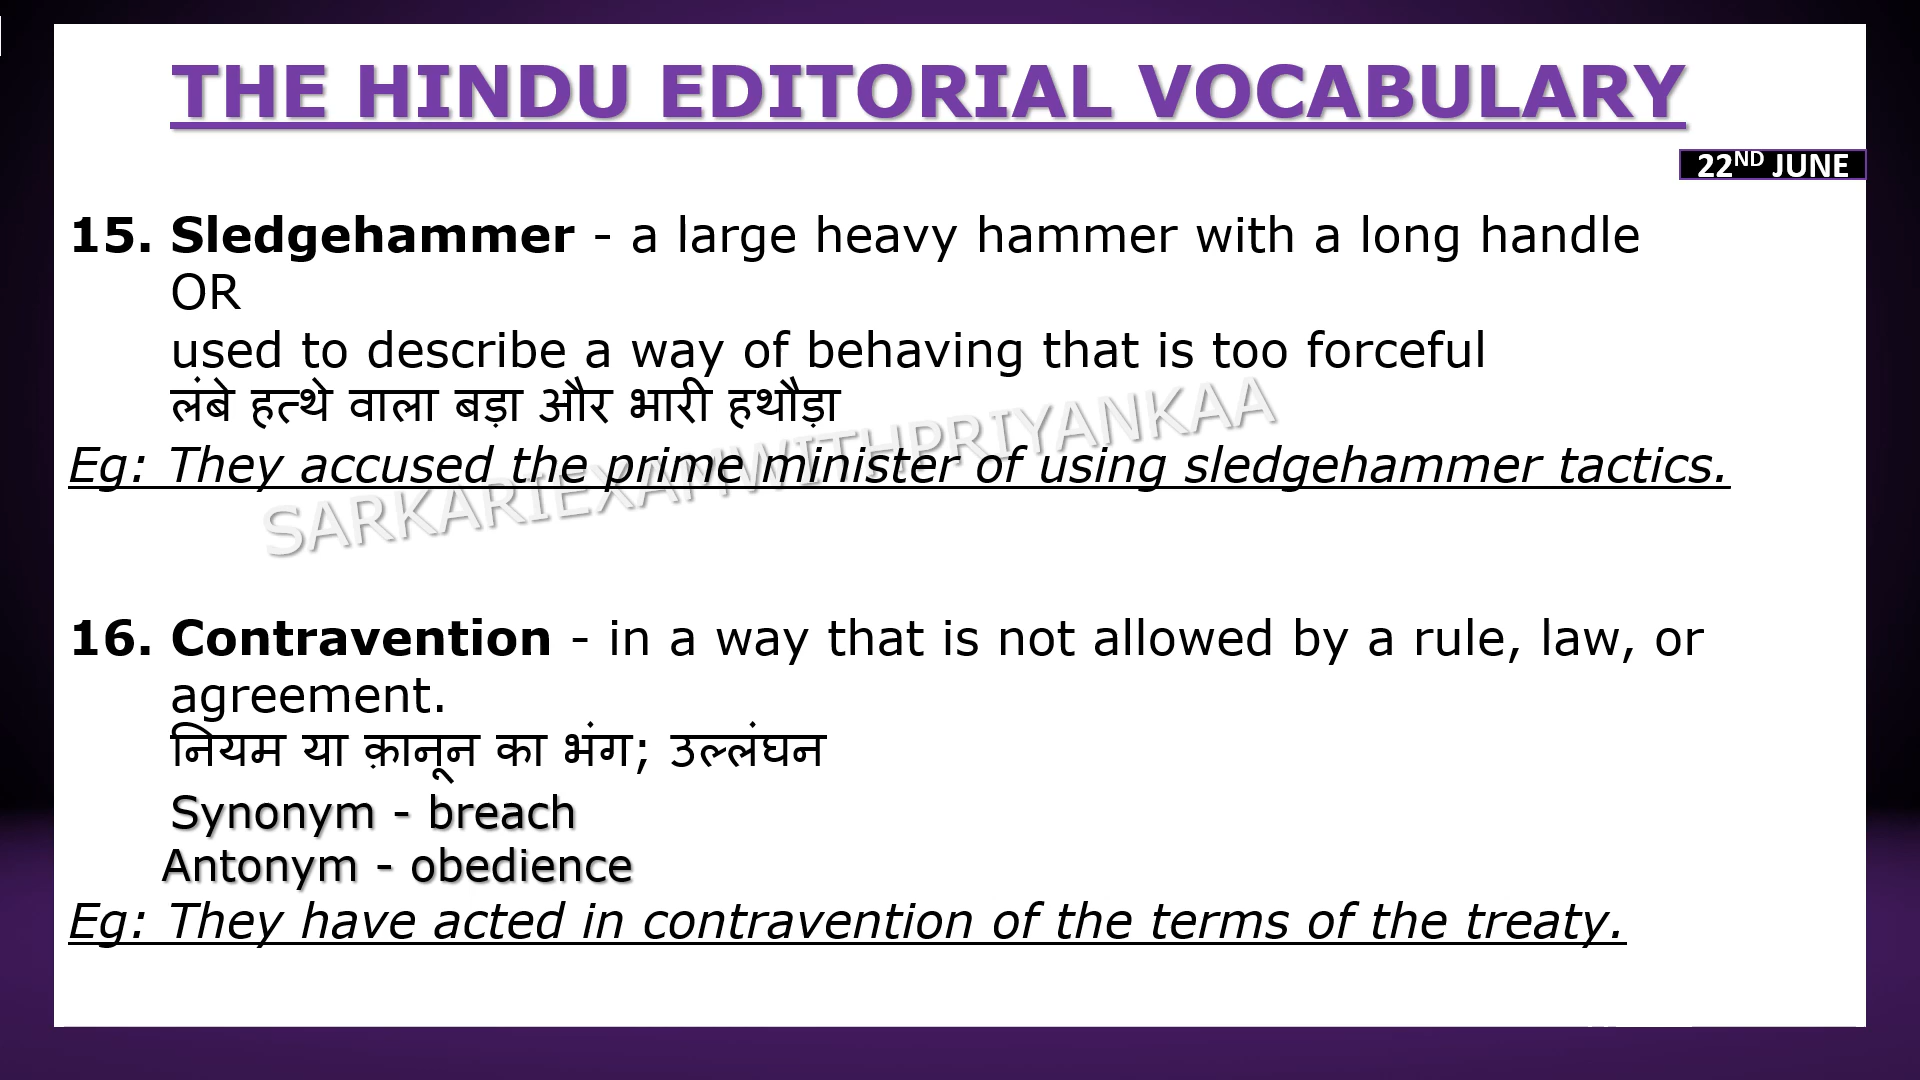 THE HINDU EDITORIAL VOCABULARY
22ND JUNE
15. Sledgehammer - a large heavy hammer with a long handle
OR
used to describe a way of behaving that is too forceful
लंबे हत्थे वाला बड़ा और भारी हथौड़ा
Eg: They accused the prime minister of using sledgehammer tactics.
SARKARIEXAMWITHPRIYANKAA
16. Contravention - in a way that is not allowed by a rule, law, or
agreement.
नियम या क़ानून का भंग; उल्लंघन
Synonym - breach
Antonym - obedience
Eg: They have acted in contravention of the terms of the treaty.